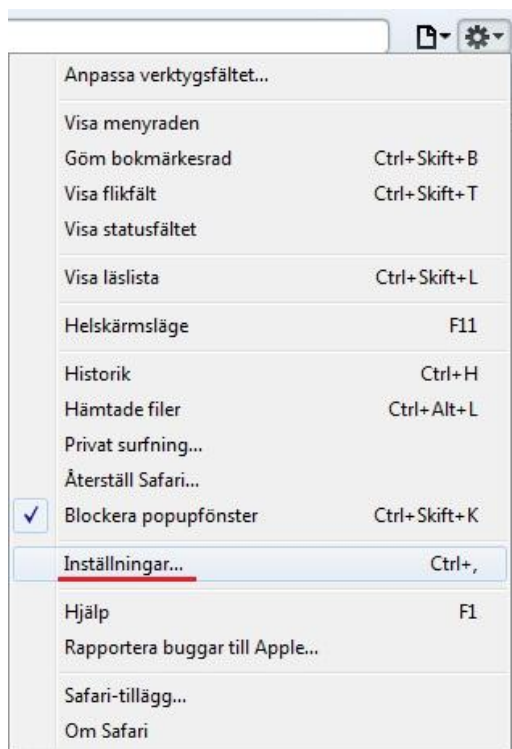 Anpassa verktygsfältet...
Visa menyraden
Göm bokmärkesrad Ctrl+Skift+B
Visa flikfält Ctrl+Skift+T
Visa statusfältet
Visa läslista Ctrl+Skift+L
Helskärmsläge F11
Historik Ctrl+H
Hämtade filer Ctrl+Alt+L
Privat surfning...
Återställ Safari...
Blockera popupfönster Ctrl+Skift+K
Inställningar... Ctrl+,
Hjälp F1
Rapportera buggar till Apple...
Safari-tillägg...
Om Safari